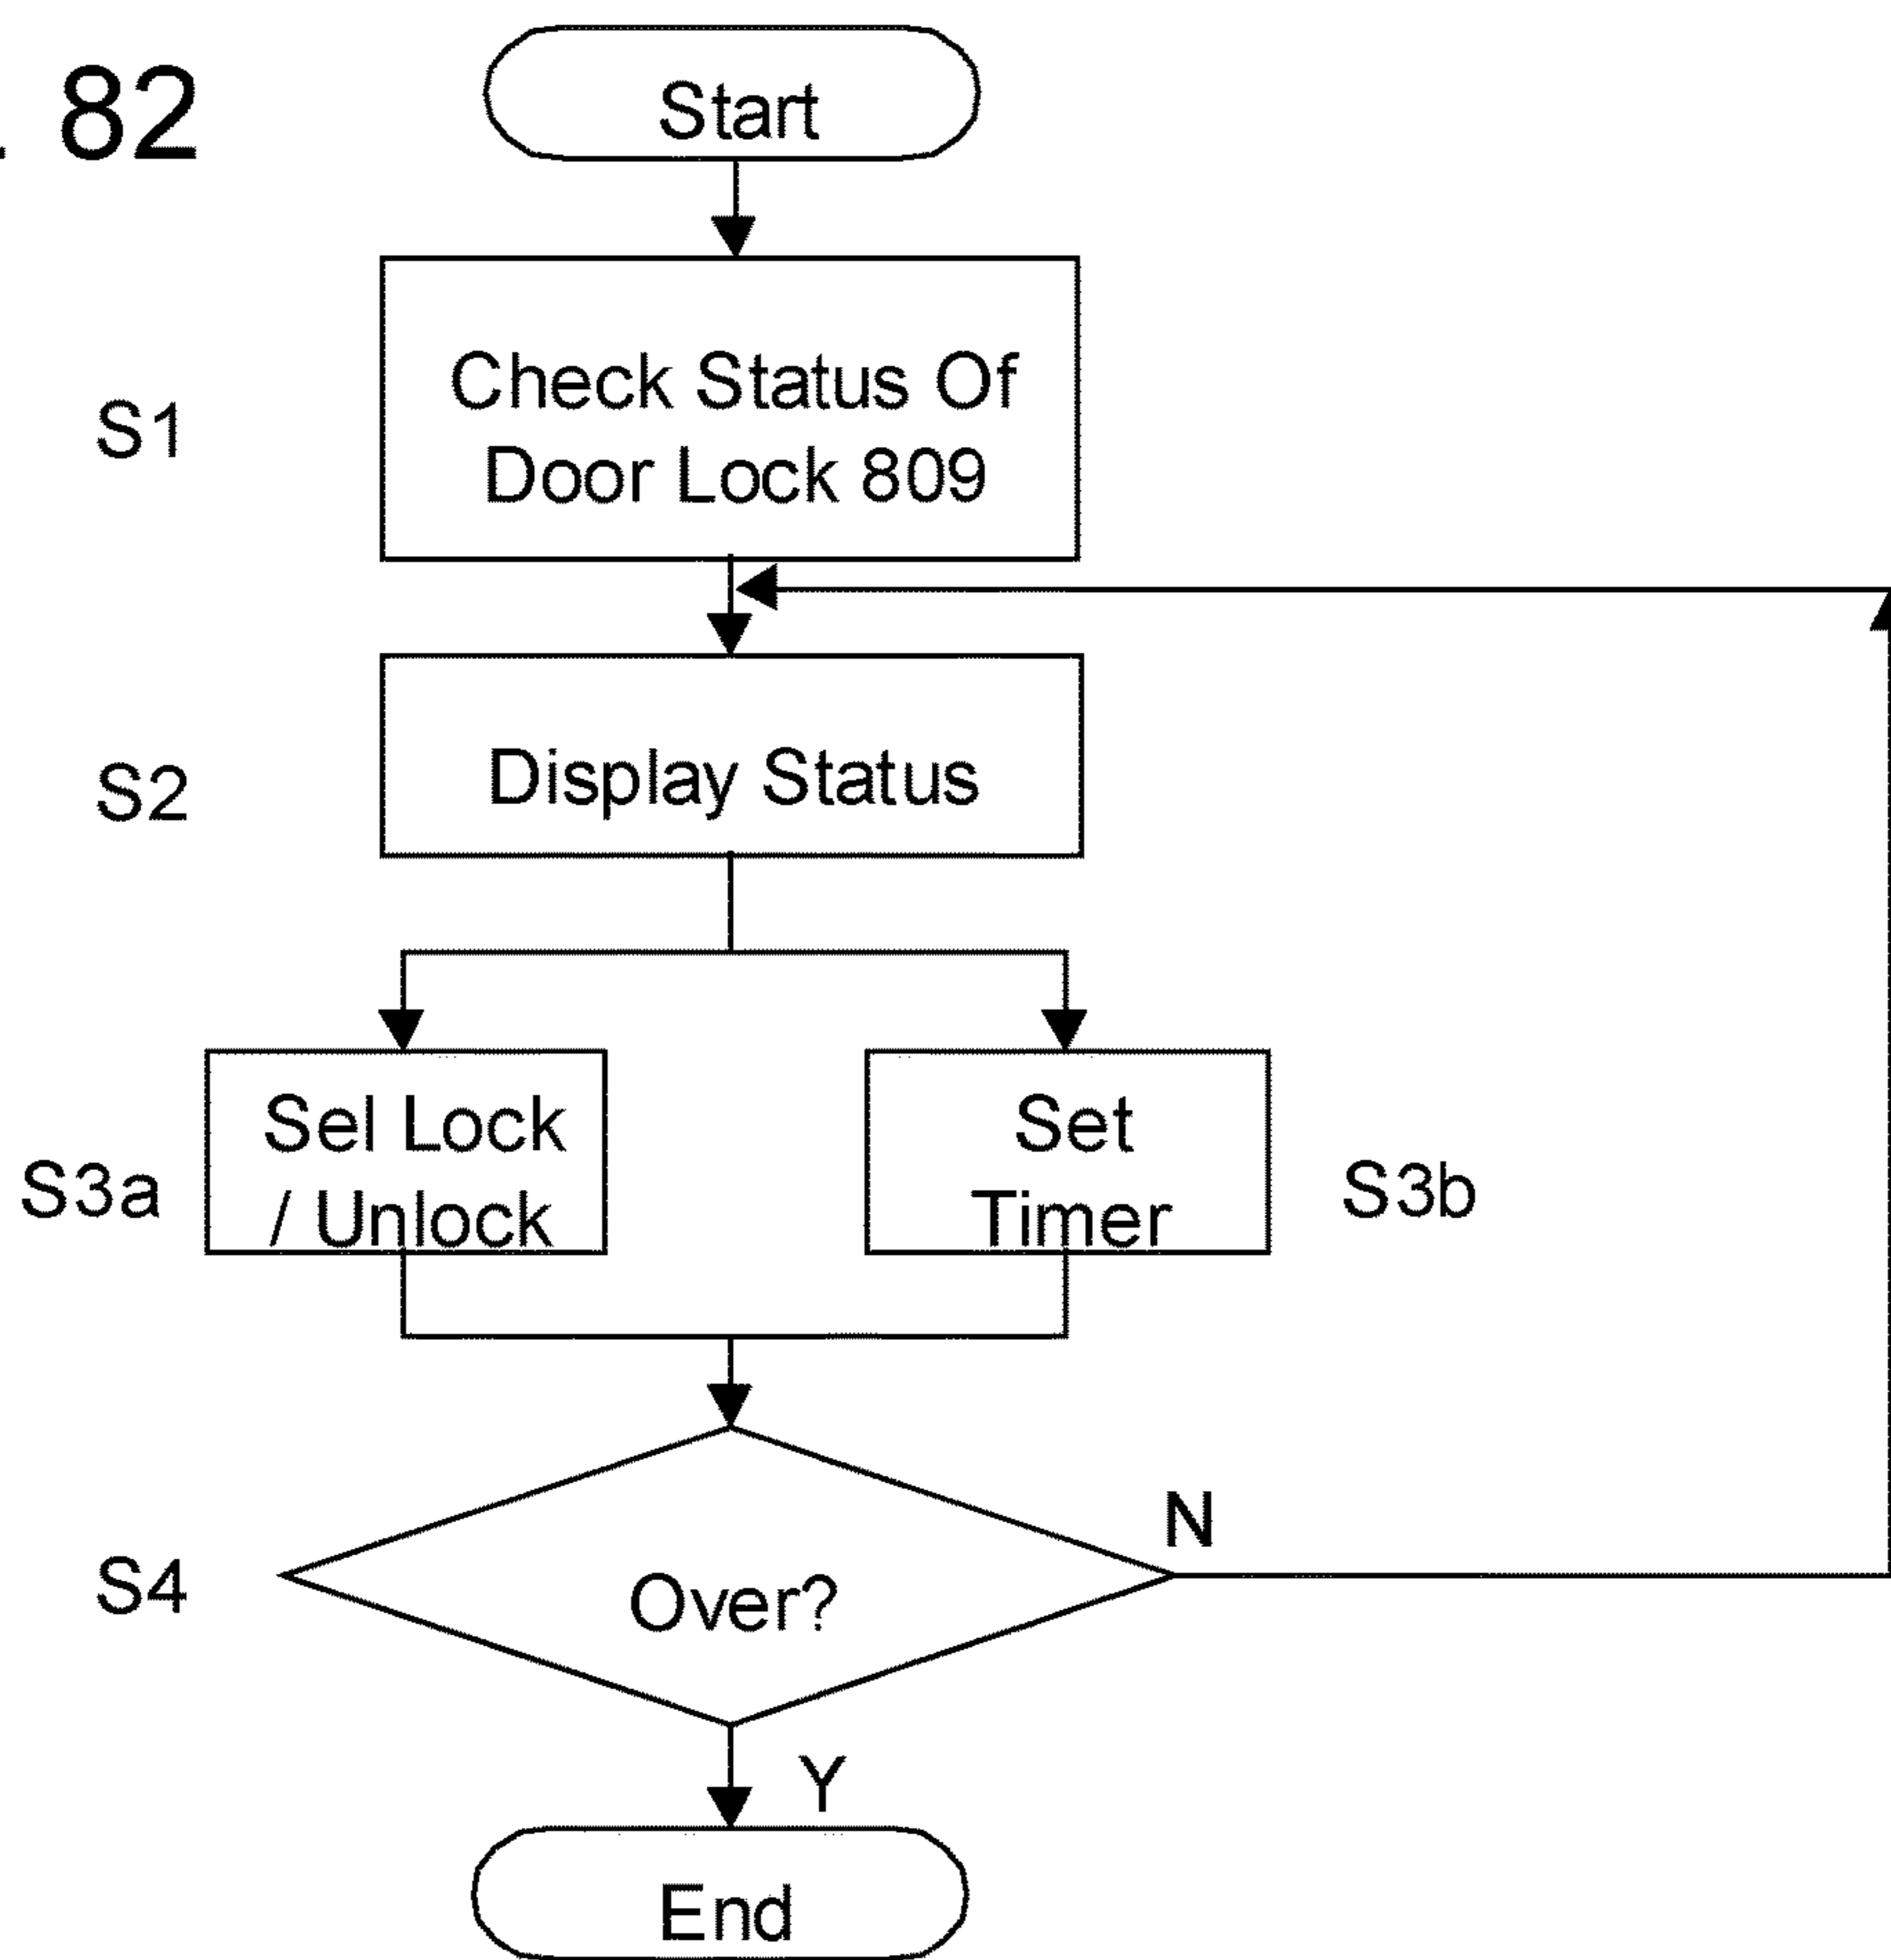 . 82
Start
S1
Check Status Of
Door Lock 809
S2
Display Status
S3a
Sel Lock
/ Unlock
Set
Timer
S3b
S4
Over?
N
Y
End